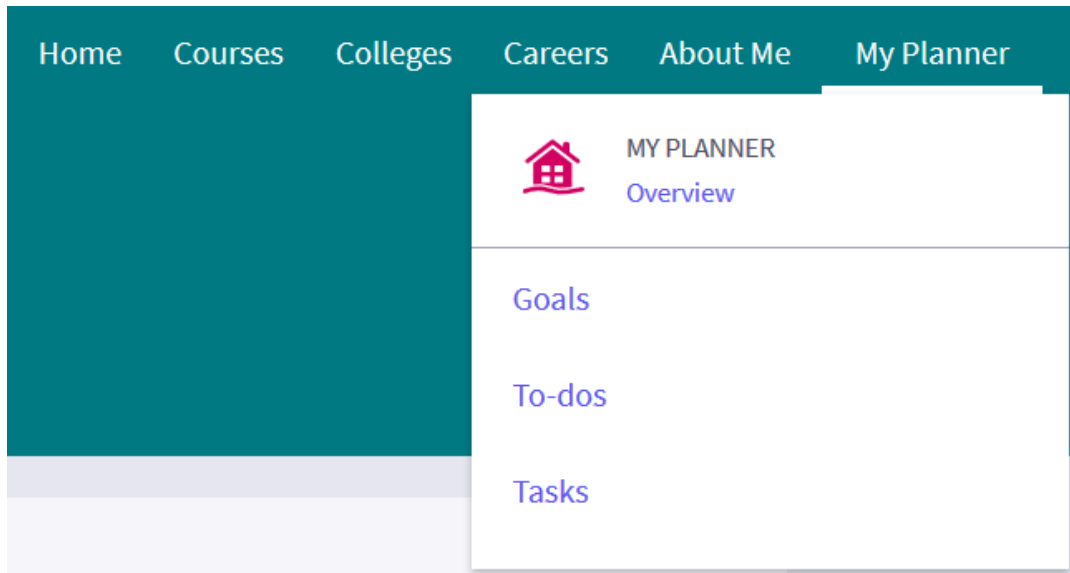 Home Courses Colleges Careers About Me My Planner
MY PLANNER
Overview
Goals
To-dos
Tasks